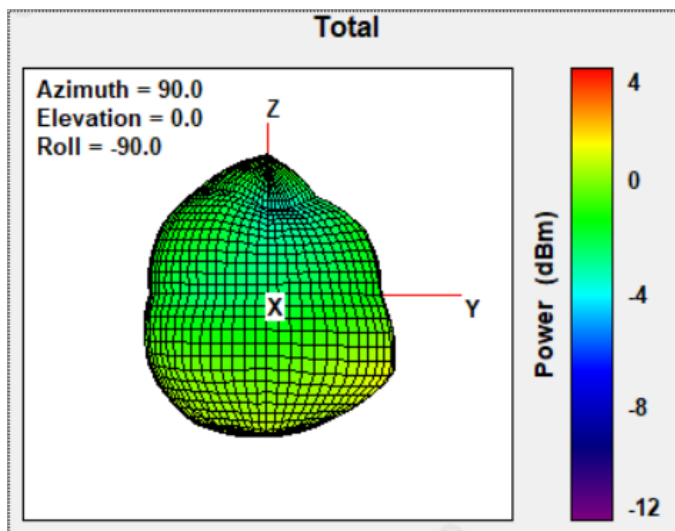 Total
Azimuth = 90.0
Elevation = 0.0
Roll = -90.0
Z
X
Y
4
0
-4
-8
-12
Power (dBm)